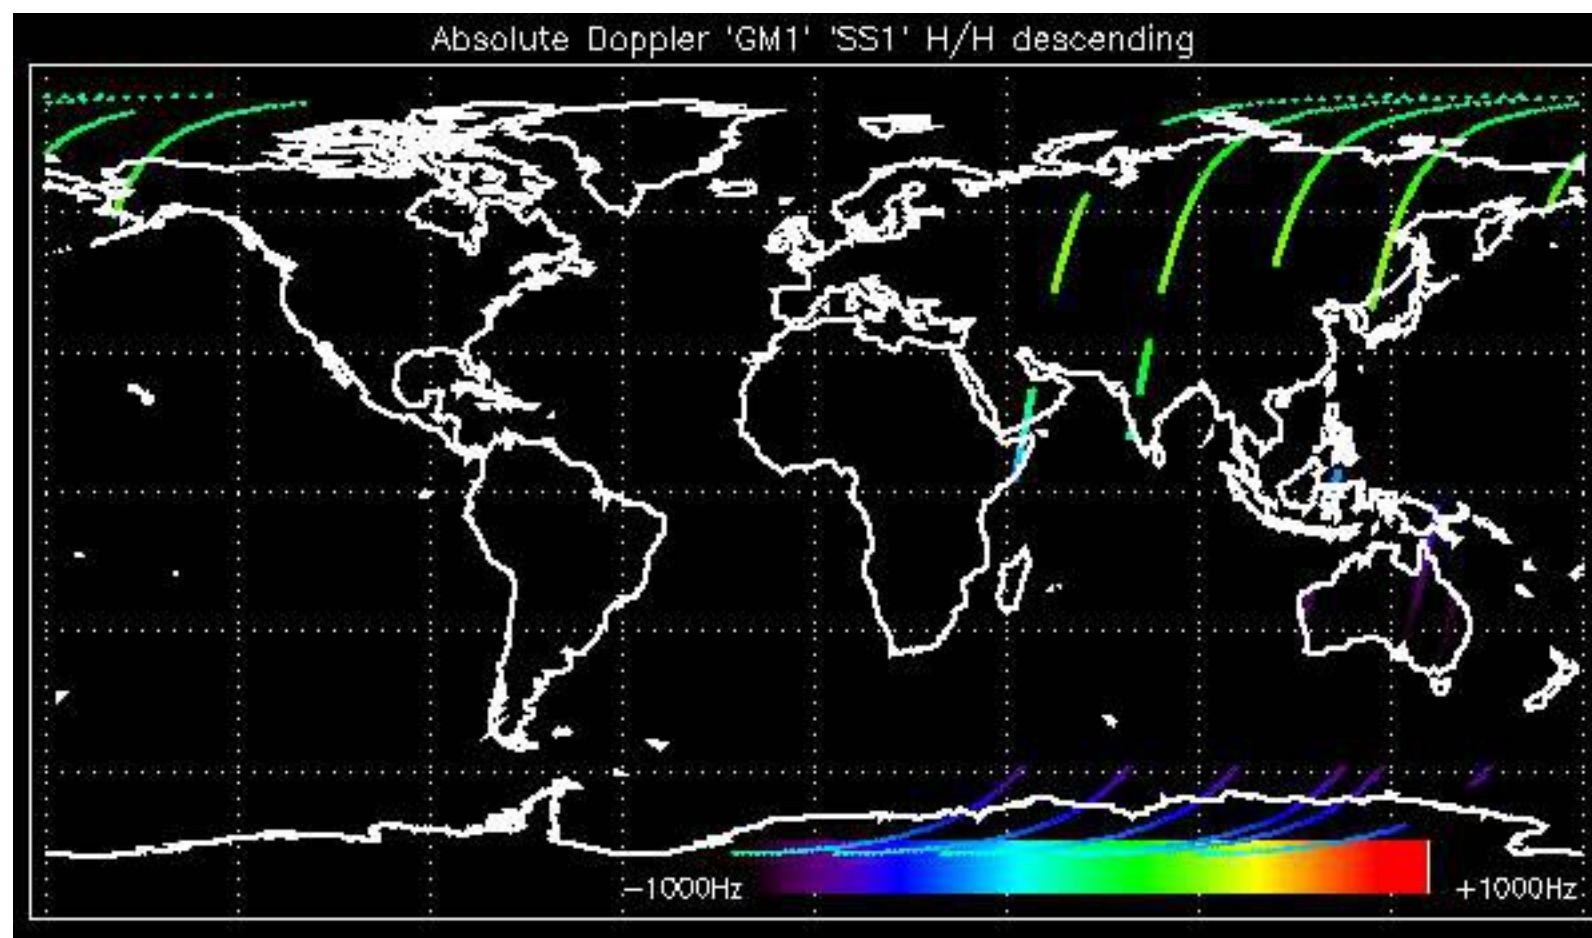 Absolute Doppler 'GM1' 'SS1' H/H descending
-1000Hz +1000Hz